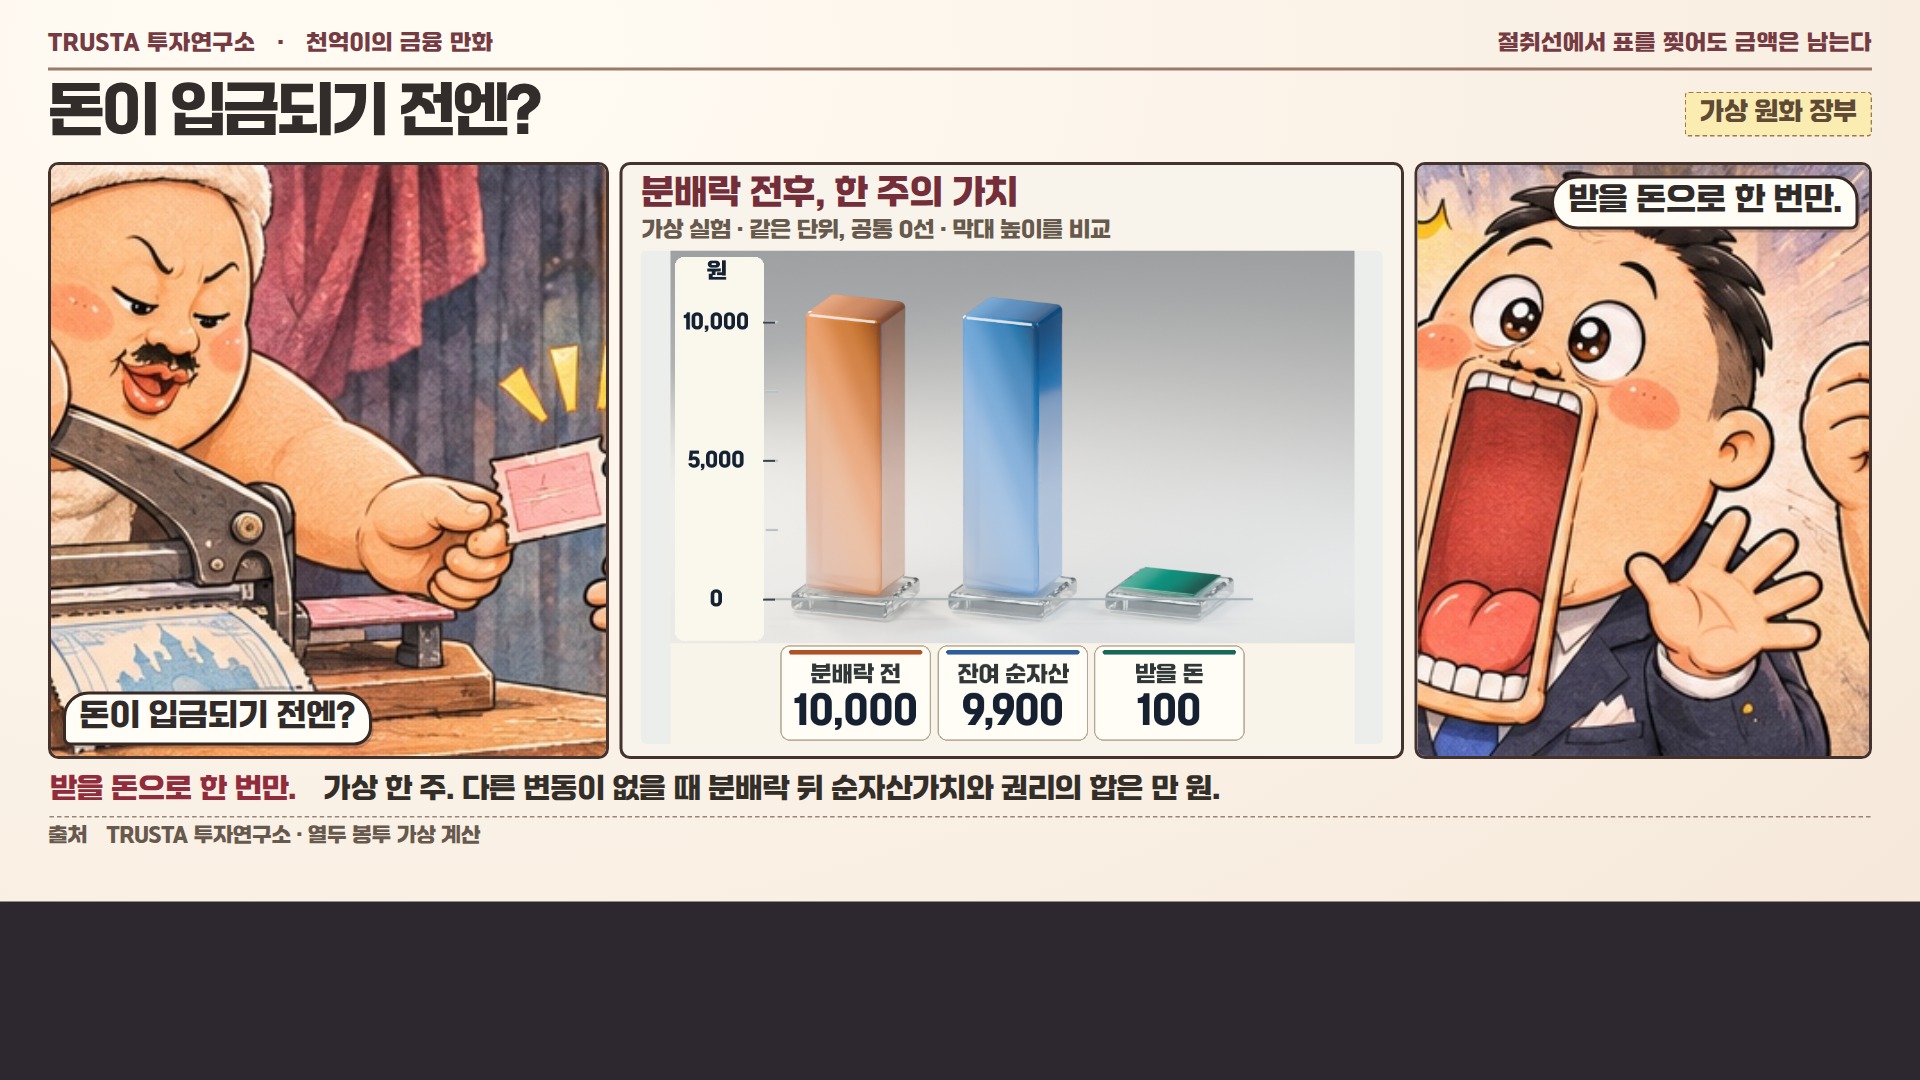 TRUSTA 투자연구소 · 천억이의 금융 만화
절취선에서 표를 찢어도 금액은 남는다
돈이 입금되기 전엔?
가상 원화 장부
돈이 입금되기 전엔?
분배락 전후, 한 주의 가치
가상 실험 · 같은 단위, 공통 0선 · 막대 높이를 비교
원
10,000
5,000
0
분배락 전
10,000
잔여 순자산
9,900
받을 돈
100
받을 돈으로 한 번만.
받을 돈으로 한 번만. 가상 한 주. 다른 변동이 없을 때 분배락 뒤 순자산가치와 권리의 합은 만 원.
출처 TRUSTA 투자연구소 · 열두 봉투 가상 계산